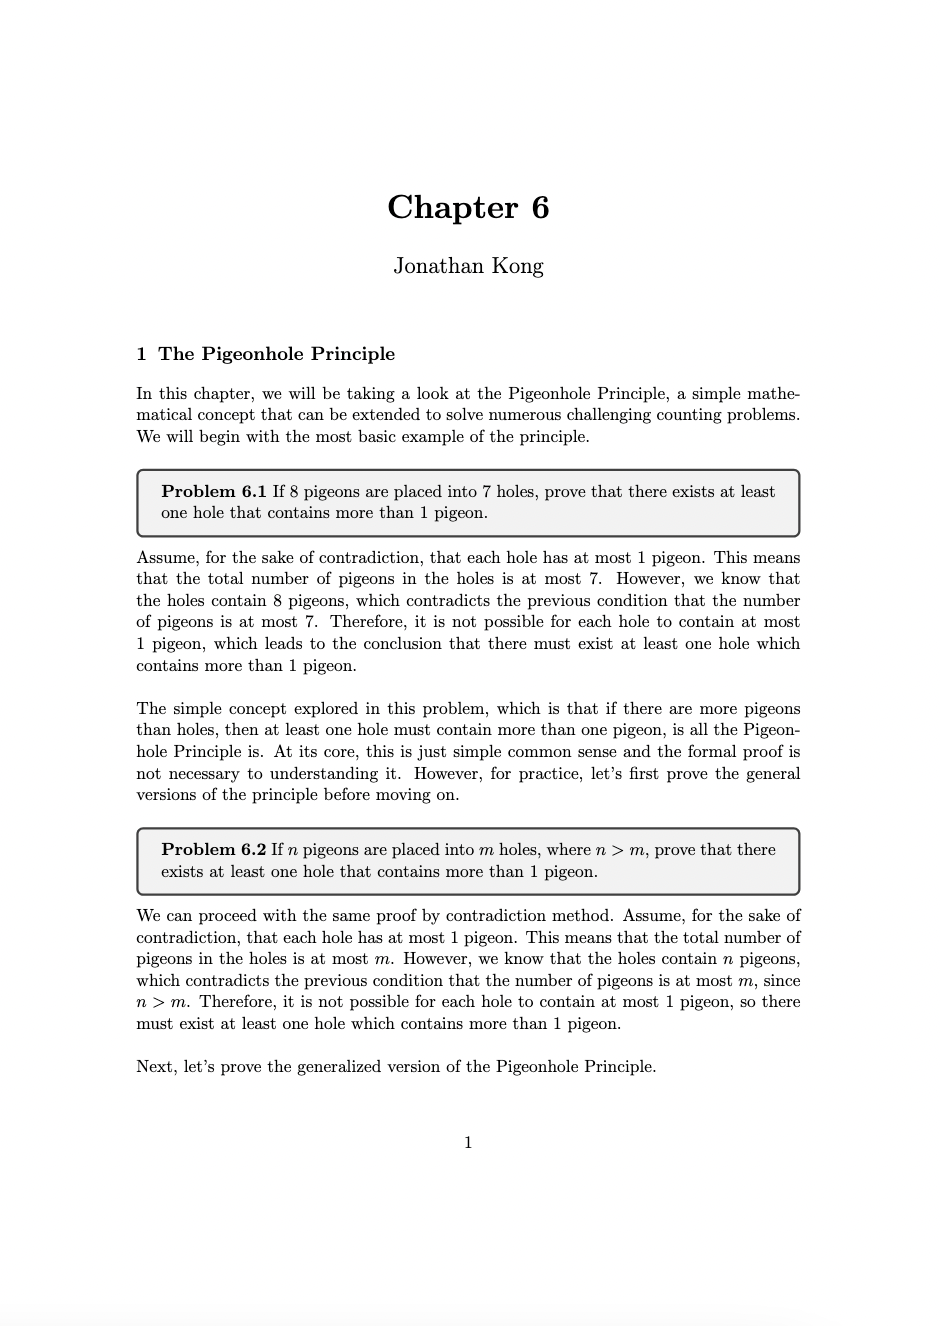 Chapter 6
Jonathan Kong
1 The Pigeonhole Principle
In this chapter, we will be taking a look at the Pigeonhole Principle, a simple mathe-
matical concept that can be extended to solve numerous challenging counting problems.
We will begin with the most basic example of the principle.
Problem 6.1 If 8 pigeons are placed into 7 holes, prove that there exists at least
one hole that contains more than 1 pigeon.
Assume, for the sake of contradiction, that each hole has at most 1 pigeon. This means
that the total number of pigeons in the holes is at most 7. However, we know that
the holes contain 8 pigeons, which contradicts the previous condition that the number
of pigeons is at most 7. Therefore, it is not possible for each hole to contain at most
1 pigeon, which leads to the conclusion that there must exist at least one hole which
contains more than 1 pigeon.
The simple concept explored in this problem, which is that if there are more pigeons
than holes, then at least one hole must contain more than one pigeon, is all the Pigeon-
hole Principle is. At its core, this is just simple common sense and the formal proof is
not necessary to understanding it. However, for practice, let's first prove the general
versions of the principle before moving on.
Problem 6.2 If n pigeons are placed into m holes, where n > m, prove that there
exists at least one hole that contains more than 1 pigeon.
We can proceed with the same proof by contradiction method. Assume, for the sake of
contradiction, that each hole has at most 1 pigeon. This means that the total number of
pigeons in the holes is at most m. However, we know that the holes contain n pigeons,
which contradicts the previous condition that the number of pigeons is at most m, since
n > m. Therefore, it is not possible for each hole to contain at most 1 pigeon, so there
must exist at least one hole which contains more than 1 pigeon.
Next, let's prove the generalized version of the Pigeonhole Principle.
1